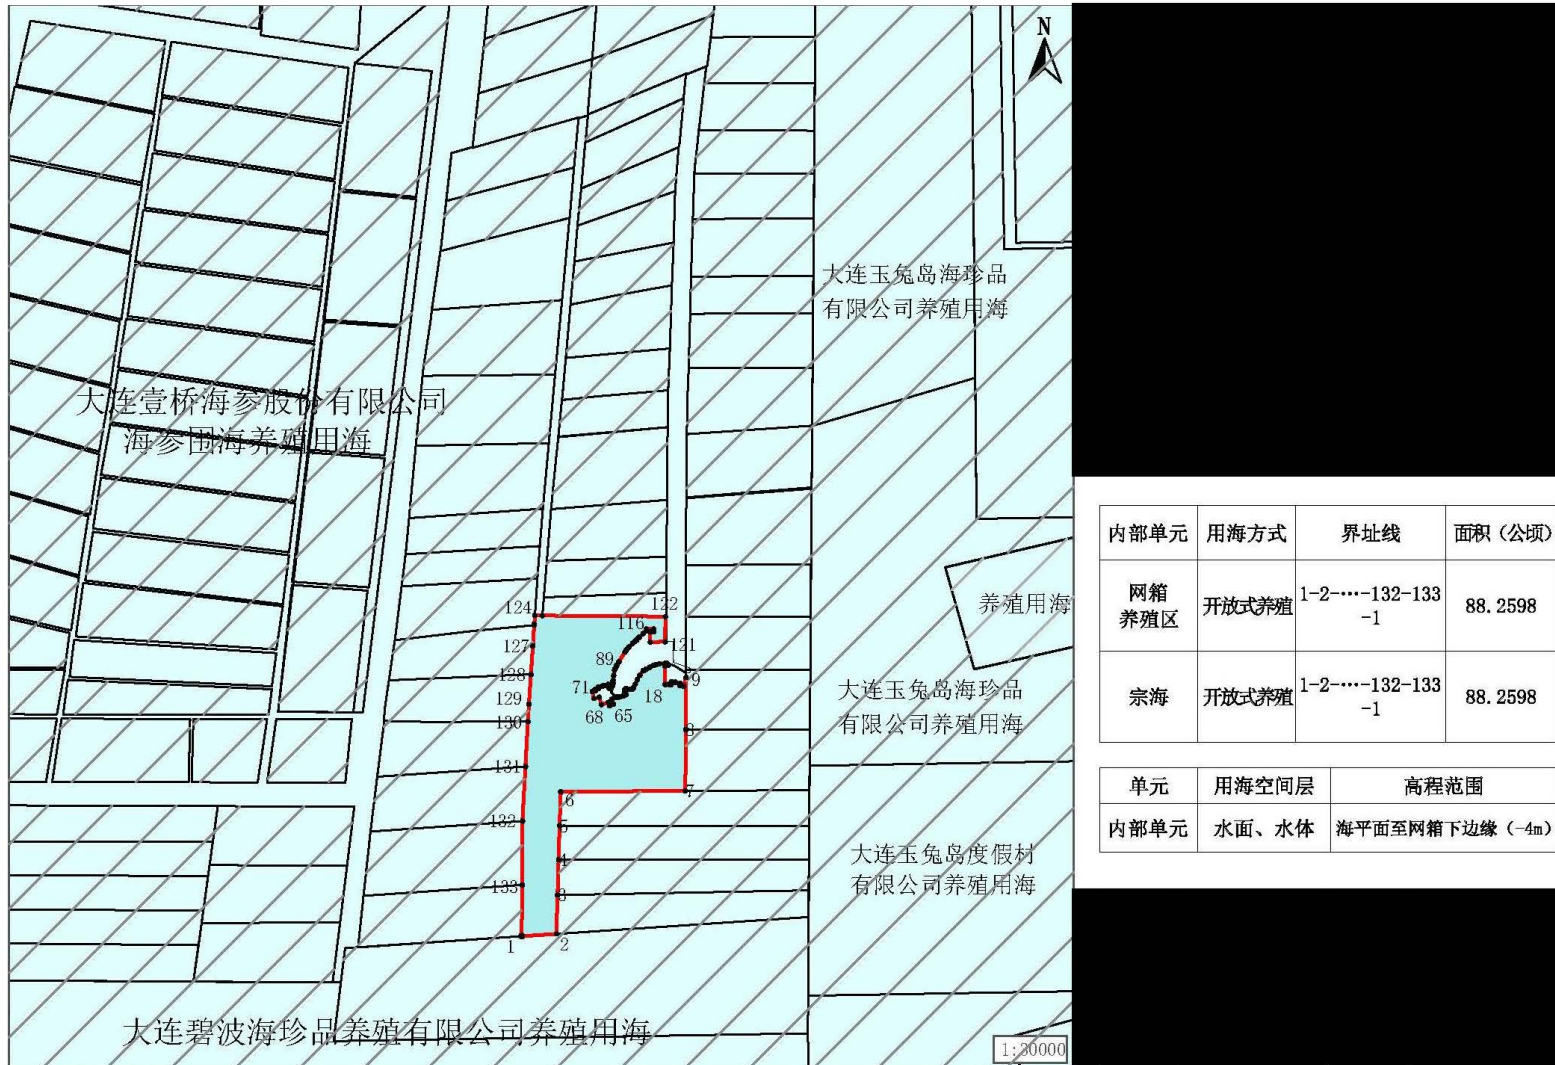 N
大连玉兔岛海珍品
有限公司养殖用海
大连壹桥海参股份有限公司
海参围海养殖用海
养殖用海
124
122
116
121
127
89
128
9
71
18
129
68
65
130
8
131
6
7
132
5
4
133
3
1
2
大连玉兔岛海珍品
有限公司养殖用海
大连玉兔岛度假村
有限公司养殖用海
大连碧波海珍品养殖有限公司养殖用海
1:30000
内部单元 用海方式 界址线 面积（公顷）
网箱
养殖区 开放式养殖 1-2-…-132-133
-1 88.2598
宗海 开放式养殖 1-2-…-132-133
-1 88.2598
单元 用海空间层 高程范围
内部单元 水面、水体 海平面至网箱下边缘（-4m）